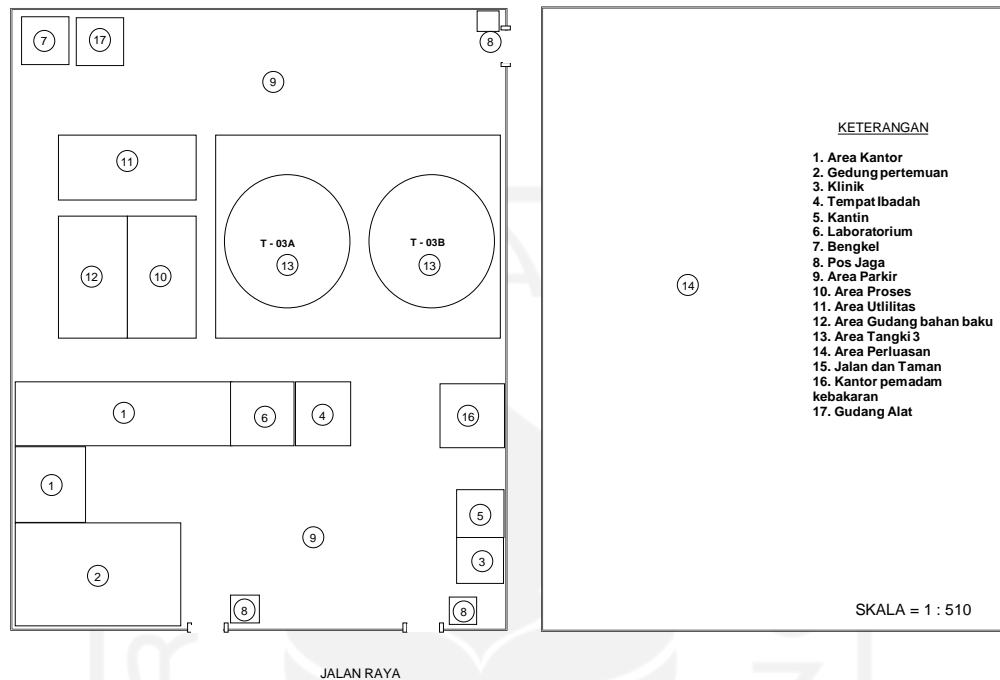 7
17
8
9
11
T - 03A
T - 03B
13
13
12
10
14
1
6
4
16
1
5
9
3
2
8
8
JALAN RAYA
KETERANGAN
1. Area Kantor
2. Gedung pertemuan
3. Klinik
4. Tempat Ibadah
5. Kantin
6. Laboratorium
7. Bengkel
8. Pos Jaga
9. Area Parkir
10. Area Proses
11. Area Utlilitas
12. Area Gudang bahan baku
13. Area Tangki 3
14. Area Perluasan
15. Jalan dan Taman
16. Kantor pemadam
kebakaran
17. Gudang Alat
SKALA = 1 : 510